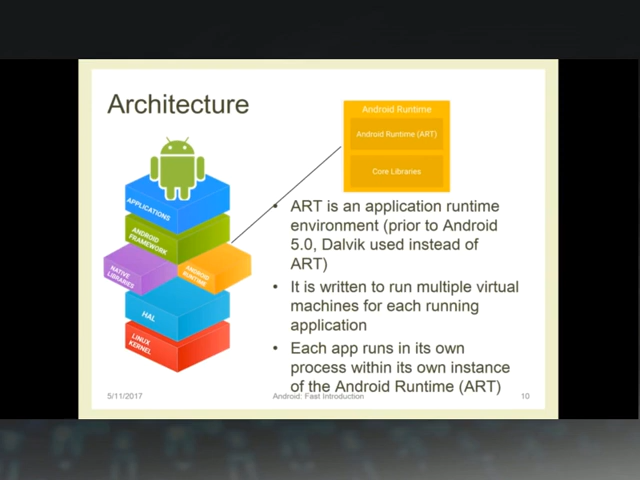 Architecture
Android Runtime
Android Runtime (ART)
Core Libraries
APPLICATIONS
ANDROID
FRAMEWORK
NATIVE
LIBRARIES
ANDROID
RUNTIME
HAL
LINUX
KERNEL
• ART is an application runtime
environment (prior to Android
5.0, Dalvik used instead of
ART)
• It is written to run multiple virtual
machines for each running
application
• Each app runs in its own
process within its own instance
of the Android Runtime (ART)
5/11/2017
Android: Fast Introduction
10